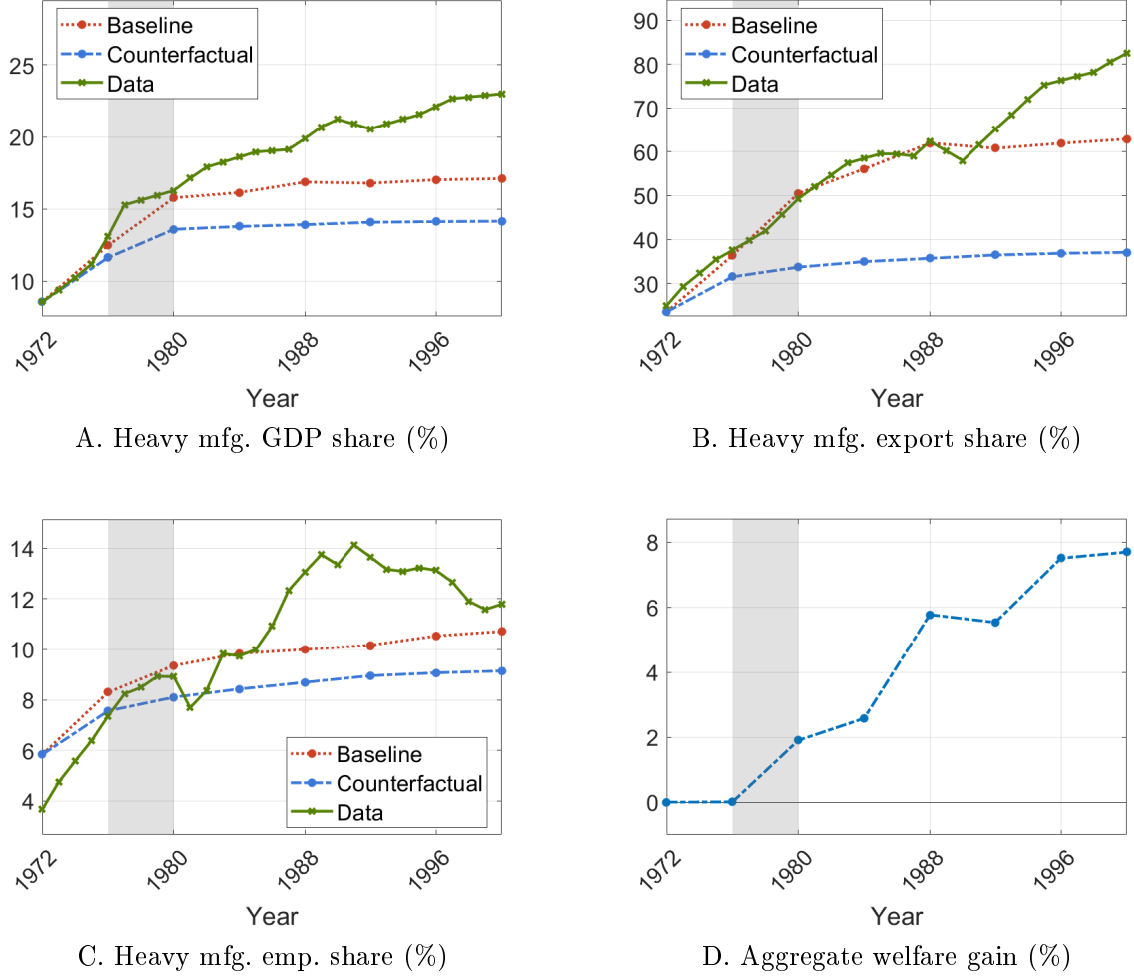 25
20
15
10
Baseline
Counterfactual
Data
1972
1980
1988
1996
Year
A. Heavy mfg. GDP share (%)
90
80
70
60
50
40
30
Baseline
Counterfactual
Data
1972
1980
1988
1996
Year
B. Heavy mfg. export share (%)
14
12
10
8
6
4
Baseline
Counterfactual
Data
1972
1980
1988
1996
Year
C. Heavy mfg. emp. share (%)
8
6
4
2
0
1972
1980
1988
1996
Year
D. Aggregate welfare gain (%)